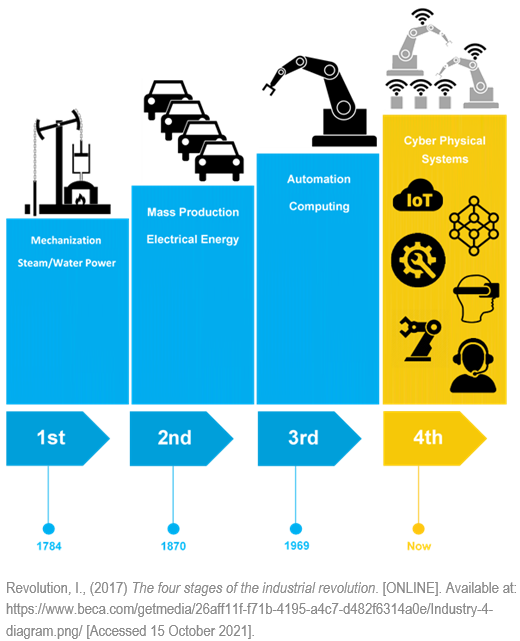 Mechanization
Steam/Water Power
Mass Production
Electrical Energy
Automation
Computing
Cyber Physical
Systems
IoT
1st
2nd
3rd
4th
1784
1870
1969
Now
Revolution, I., (2017) The four stages of the industrial revolution. [ONLINE]. Available at:
https://www.beca.com/getmedia/26aff11f-f71b-4195-a4c7-d482f6314a0e/Industry-4-
diagram.png/ [Accessed 15 October 2021].